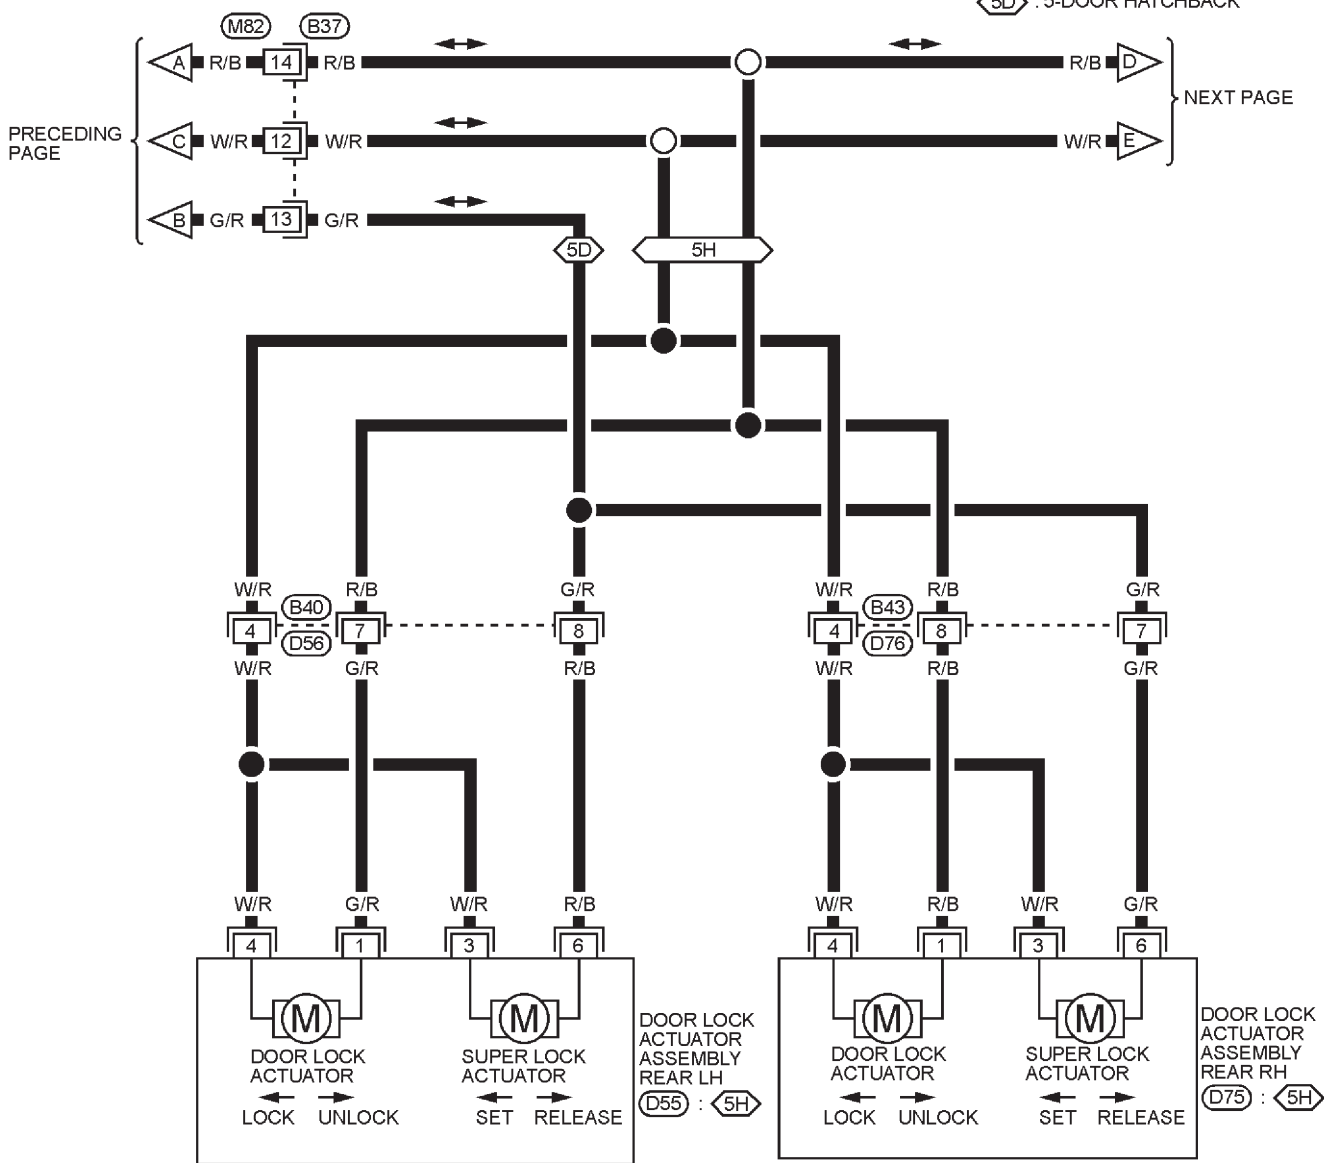 5D : 5-DOOR HATCHBACK
M82 B37
A R/B 14 R/B R/B D
PRECEDING PAGE
NEXT PAGE
C W/R 12 W/R W/R E
B G/R 13 G/R
5D 5H
W/R R/B G/R W/R R/B G/R
B40 B43
4 7 8 4 8 7
D56 D76
W/R G/R R/B W/R R/B G/R
W/R G/R W/R R/B W/R R/B W/R G/R
4 1 3 6 4 1 3 6
M M M M
DOOR LOCK ACTUATOR
LOCK UNLOCK
SUPER LOCK ACTUATOR
SET RELEASE
DOOR LOCK
ACTUATOR
ASSEMBLY
REAR LH
D55 : 5H
DOOR LOCK ACTUATOR
LOCK UNLOCK
SUPER LOCK ACTUATOR
SET RELEASE
DOOR LOCK
ACTUATOR
ASSEMBLY
REAR RH
D75 : 5H